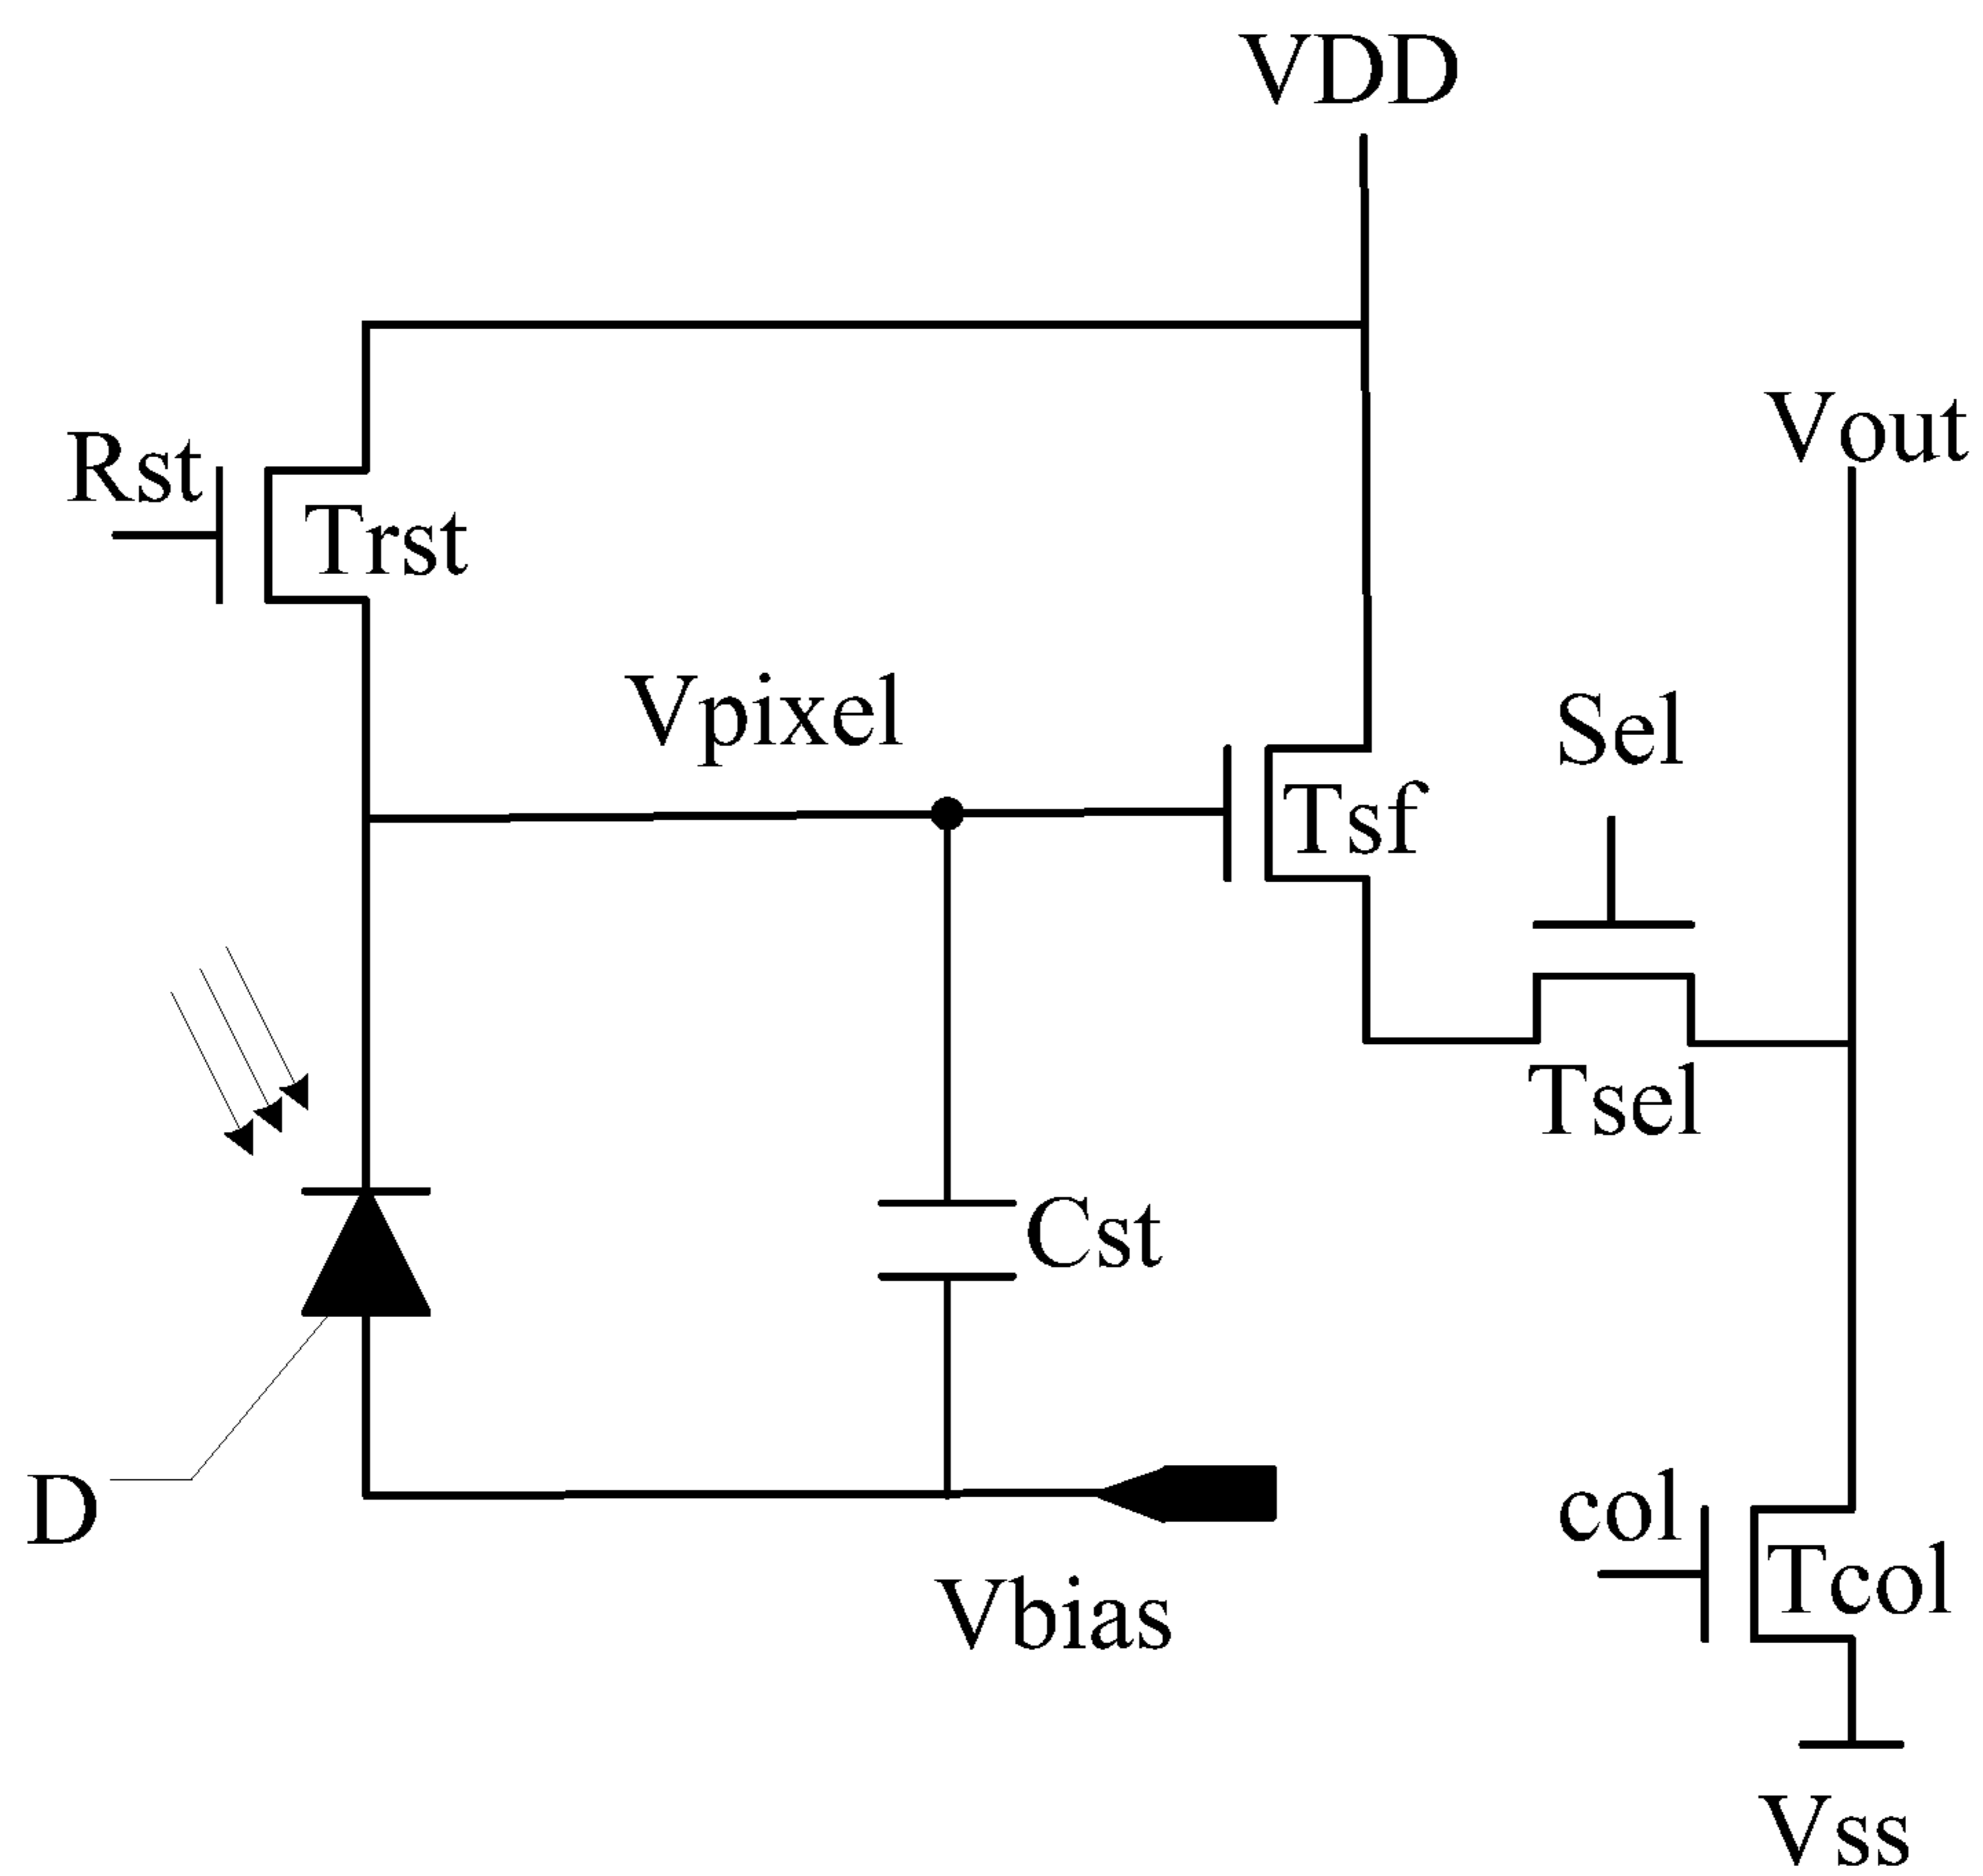 VDD
Vout
Rst
Trst
Vpixel
Sel
Tsf
Tsel
Cst
D
col
Tcol
Vbias
Vss